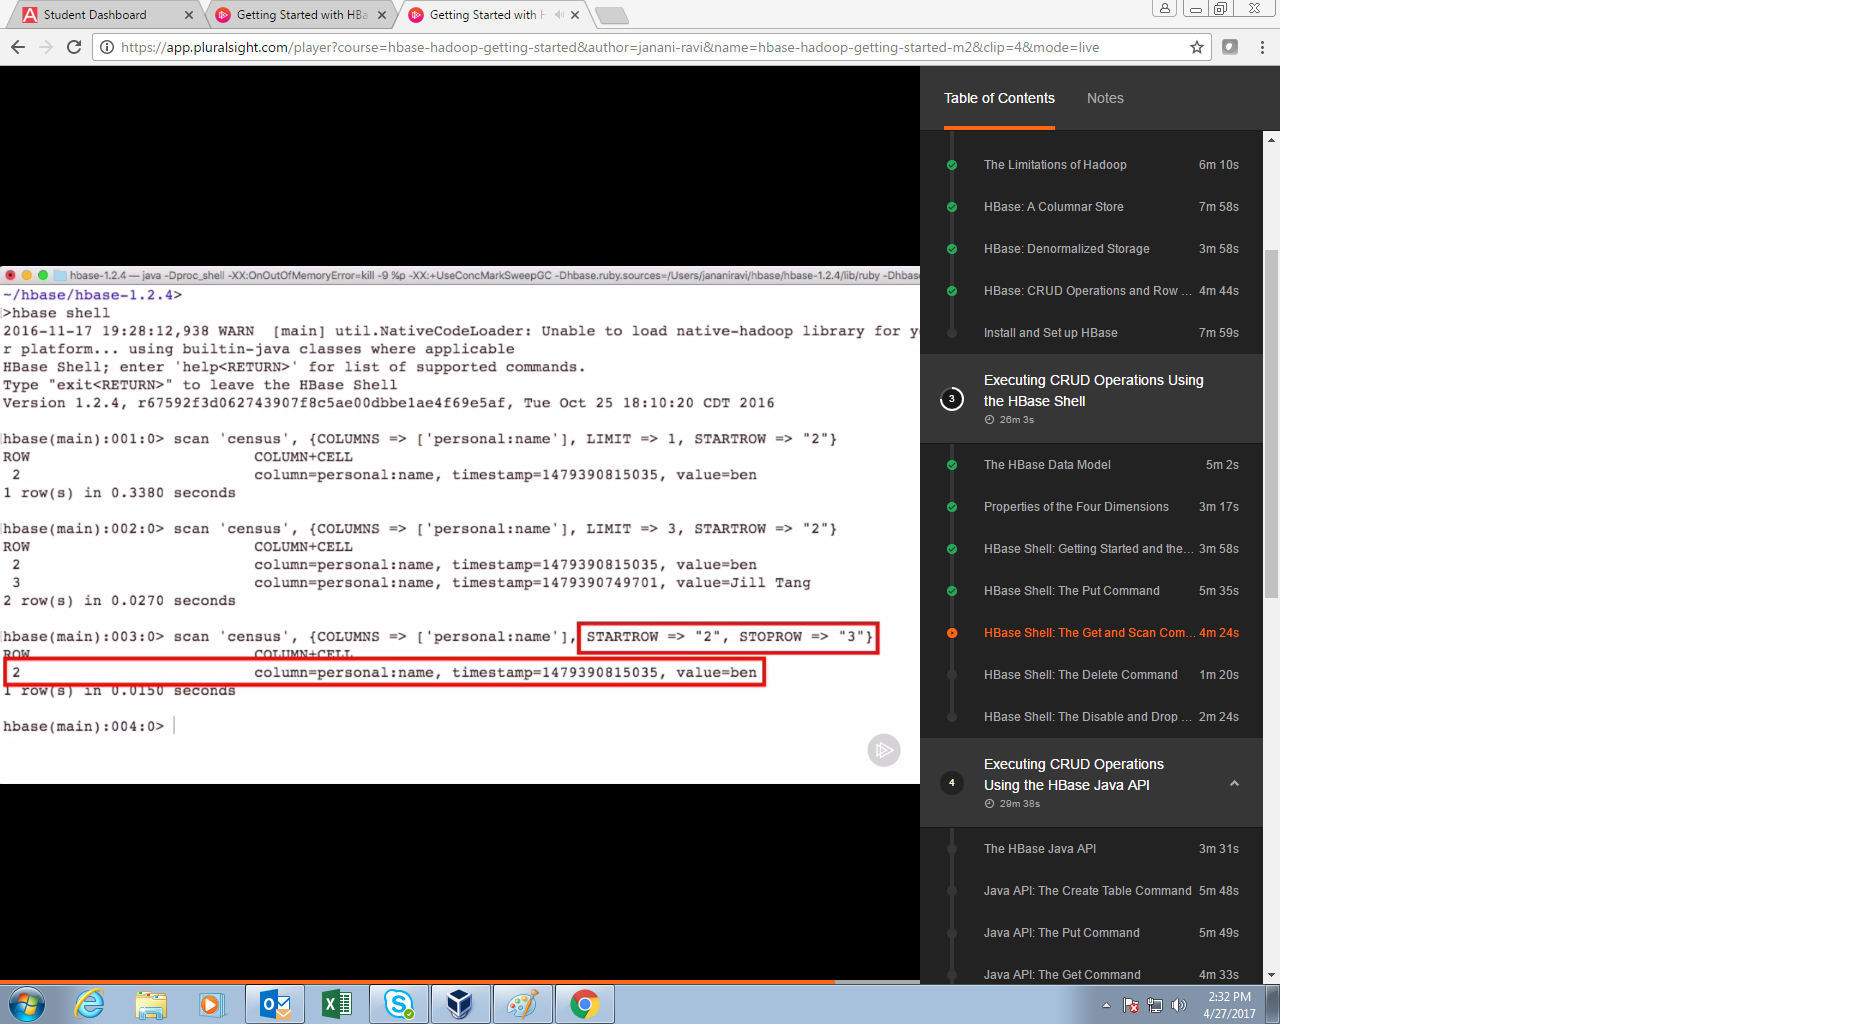 Student Dashboard
Getting Started with HBa
Getting Started with H
https://app.pluralsight.com/player?course=hbase-hadoop-getting-started&author=janani-ravi&name=hbase-hadoop-getting-started-m2&clip=4&mode=live
hbase-1.2.4 — java -Dproc_shell -XX:OnOutOfMemoryError=kill -9 %p -XX:+UseConcMarkSweepGC -Dhbase.ruby.sources=/Users/jananiravi/hbase/hbase-1.2.4/lib/ruby -Dhbase
~/hbase/hbase-1.2.4>
>hbase shell
2016-11-17 19:28:12,938 WARN  [main] util.NativeCodeLoader: Unable to load native-hadoop library for y
r platform... using builtin-java classes where applicable
HBase Shell; enter 'help<RETURN>' for list of supported commands.
Type "exit<RETURN>" to leave the HBase Shell
Version 1.2.4, r67592f3d062743907f8c5ae00dbbe1ae4f69e5af, Tue Oct 25 18:10:20 CDT 2016
hbase(main):001:0> scan 'census', {COLUMNS => ['personal:name'], LIMIT => 1, STARTROW => "2"}
ROW COLUMN+CELL
2 column=personal:name, timestamp=1479390815035, value=ben
1 row(s) in 0.3380 seconds
hbase(main):002:0> scan 'census', {COLUMNS => ['personal:name'], LIMIT => 3, STARTROW => "2"}
ROW COLUMN+CELL
2 column=personal:name, timestamp=1479390815035, value=ben
3 column=personal:name, timestamp=1479390749701, value=Jill Tang
2 row(s) in 0.0270 seconds
hbase(main):003:0> scan 'census', {COLUMNS => ['personal:name'], STARTROW => "2", STOPROW => "3"}
ROW COLUMN+CELL
2 column=personal:name, timestamp=1479390815035, value=ben
1 row(s) in 0.0150 seconds
hbase(main):004:0>
Table of Contents Notes
The Limitations of Hadoop 6m 10s
HBase: A Columnar Store 7m 58s
HBase: Denormalized Storage 3m 58s
HBase: CRUD Operations and Row ... 4m 44s
Install and Set up HBase 7m 59s
3
Executing CRUD Operations Using
the HBase Shell
26m 3s
The HBase Data Model 5m 2s
Properties of the Four Dimensions 3m 17s
HBase Shell: Getting Started and the... 3m 58s
HBase Shell: The Put Command 5m 35s
HBase Shell: The Get and Scan Com... 4m 24s
HBase Shell: The Delete Command 1m 20s
HBase Shell: The Disable and Drop ... 2m 24s
4
Executing CRUD Operations
Using the HBase Java API
29m 38s
The HBase Java API 3m 31s
Java API: The Create Table Command 5m 48s
Java API: The Put Command 5m 49s
Java API: The Get Command 4m 33s
2:32 PM
4/27/2017